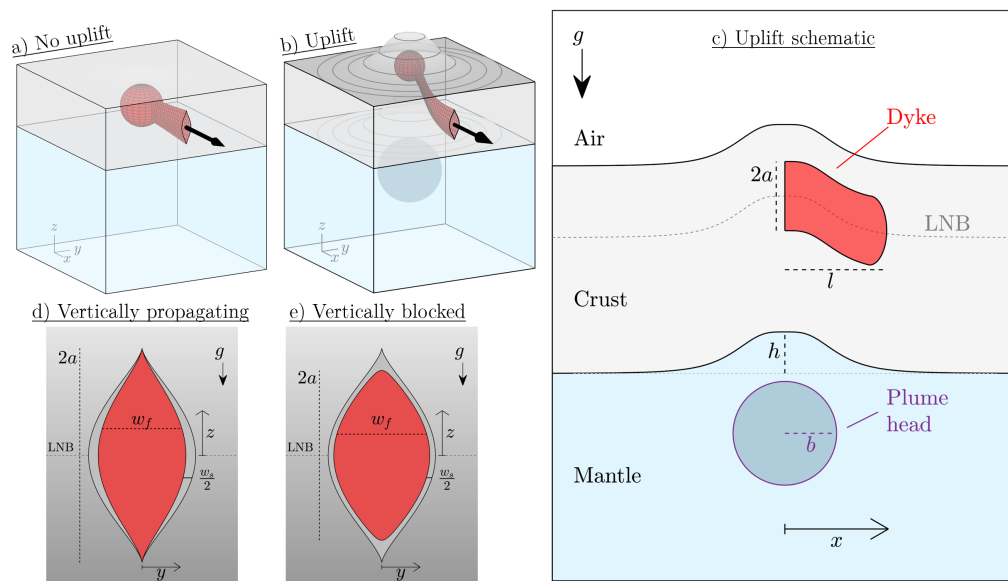 a) No uplift
z
y
x
b) Uplift
z
y
x
c) Uplift schematic
g
Air
Dyke
2a
LNB
l
Crust
h
Plume
head
b
Mantle
x
d) Vertically propagating
2a
g
w_f
LNB
z
w_s/2
y
e) Vertically blocked
2a
g
w_f
LNB
z
w_s/2
y